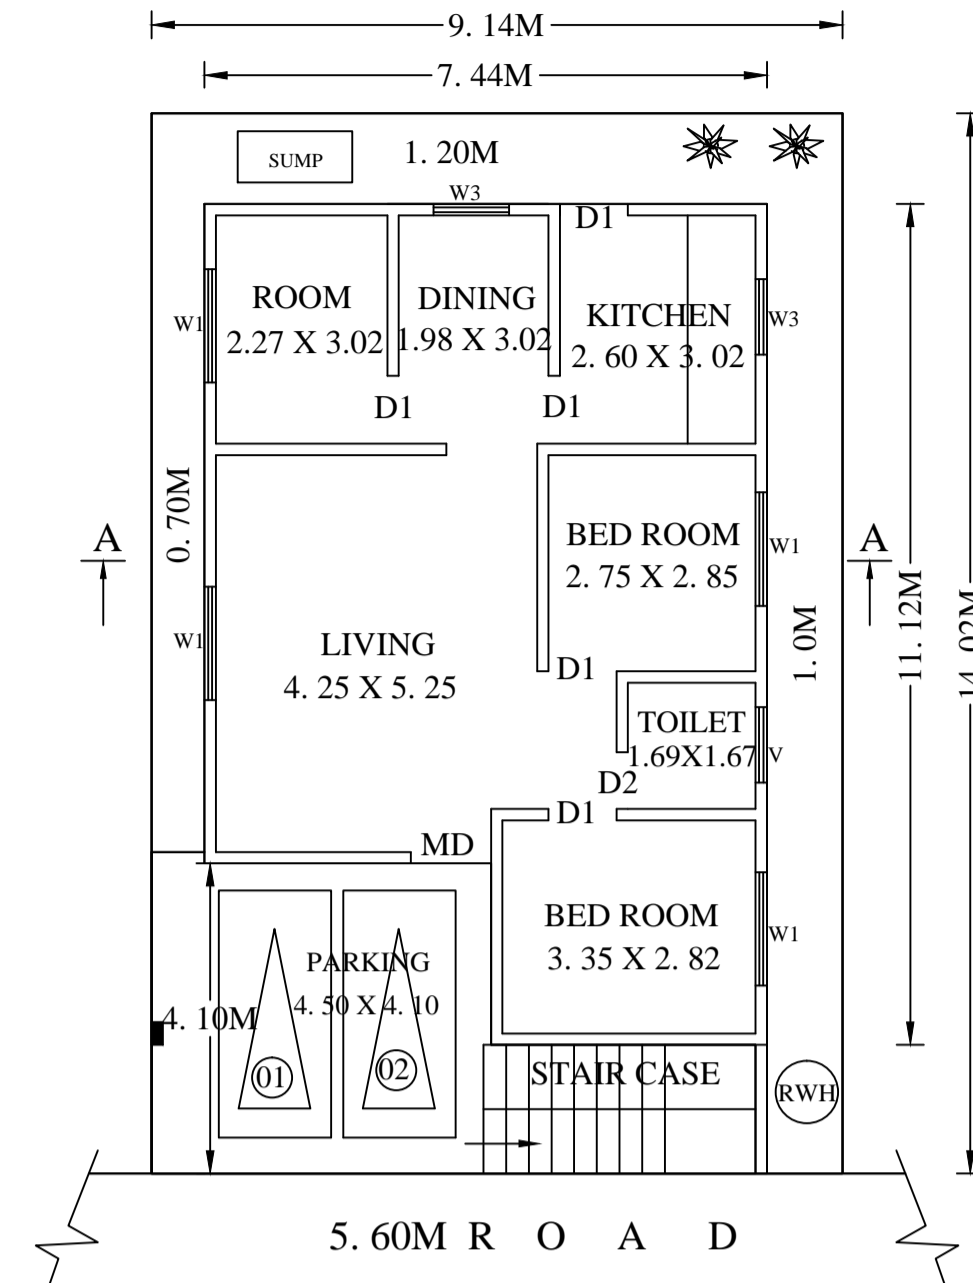 9. 14M
7. 44M
SUMP
1. 20M
W3
D1
ROOM
2.27 X 3.02
DINING
1.98 X 3.02
KITCHEN
2. 60 X 3. 02
W1
W3
D1
D1
0. 70M
A
A
BED ROOM
2. 75 X 2. 85
W1
11. 12M
14. 02M
1. 0M
W1
LIVING
4. 25 X 5. 25
D1
TOILET
1.69X1.67
V
D2
D1
MD
BED ROOM
3. 35 X 2. 82
W1
PARKING
4. 50 X 4. 10
4. 10M
01
02
STAIR CASE
RWH
5. 60M R O A D